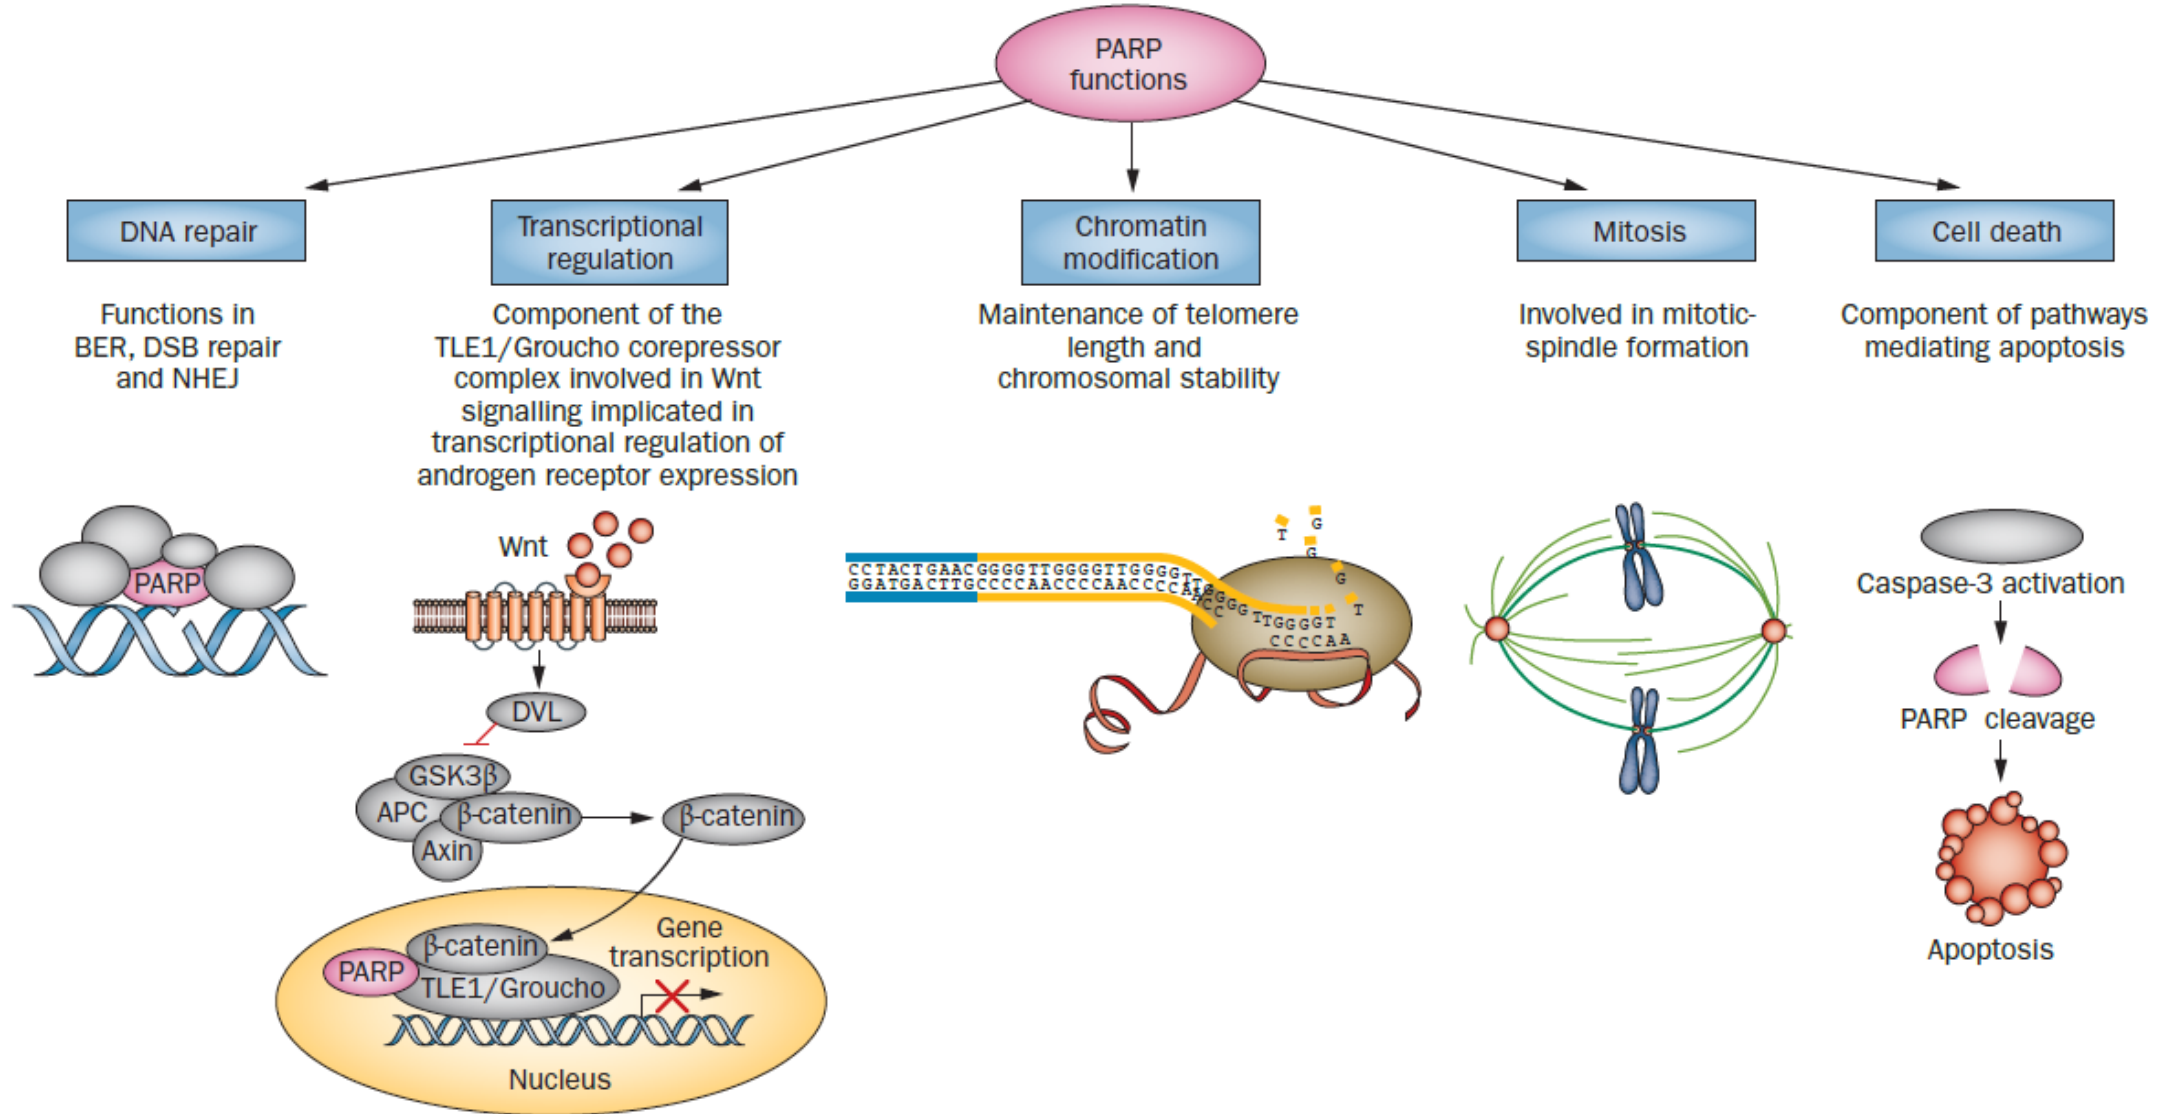 PARP
functions
DNA repair
Functions in
BER, DSB repair
and NHEJ
PARP
Transcriptional
regulation
Component of the
TLE1/Groucho corepressor
complex involved in Wnt
signalling implicated in
transcriptional regulation of
androgen receptor expression
Wnt
DVL
GSK3β
APC
β-catenin
Axin
β-catenin
β-catenin
PARP
TLE1/Groucho
Gene
transcription
Nucleus
Chromatin
modification
Maintenance of telomere
length and
chromosomal stability
T
G
G
G
T
CCTACTGAACGGGGTTGGGGTTGGGGTTGGGGTTGGGGT
GGATGACTTGCCCCAACCCCAACCCCAACC
CCCCAA
Mitosis
Involved in mitotic-
spindle formation
Cell death
Component of pathways
mediating apoptosis
Caspase-3 activation
PARP cleavage
Apoptosis